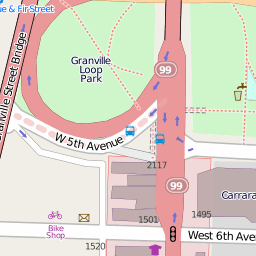 e & Fir Street
Granville
Loop
Park
99
Granville Street Bridge
W 5th Avenue
2117
99
Carrara
1501
1495
Bike
Shop
West 6th Ave
1520